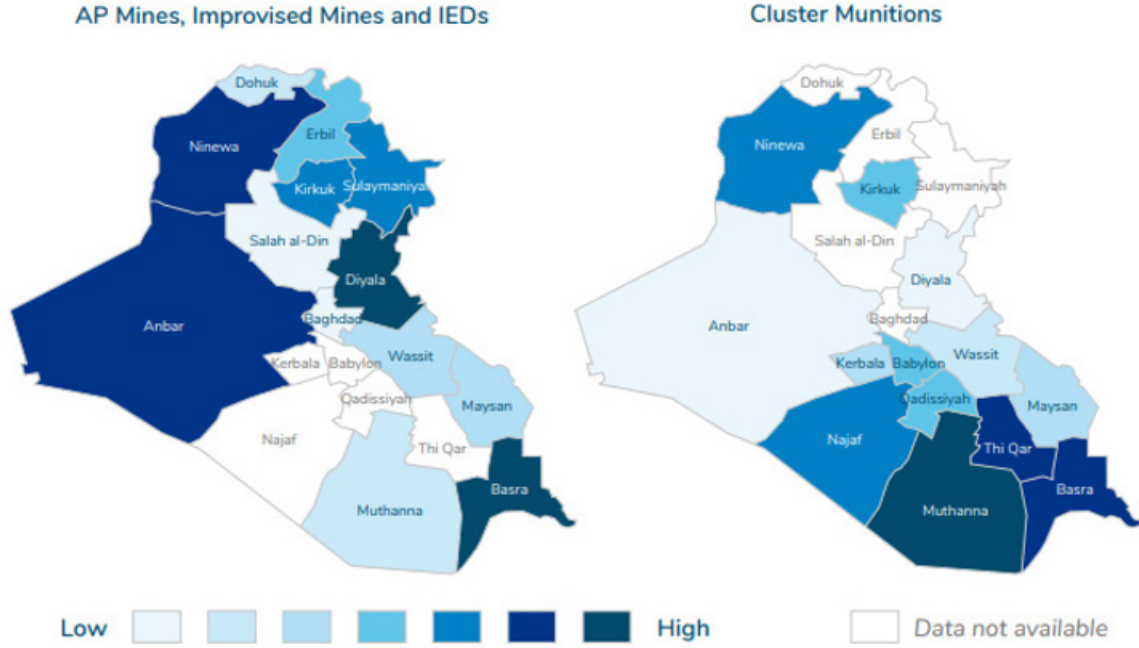 AP Mines, Improvised Mines and IEDs
Dohuk
Ninewa
Erbil
Kirkuk
Sulaymaniyah
Salah al-Din
Diyala
Anbar
Baghdad
Kerbala
Babylon
Wassit
Qadissiyah
Maysan
Najaf
Thi Qar
Basra
Muthanna
Cluster Munitions
Dohuk
Ninewa
Erbil
Kirkuk
Sulaymaniyah
Salah al-Din
Diyala
Anbar
Baghdad
Kerbala
Babylon
Wassit
Qadissiyah
Maysan
Najaf
Thi Qar
Basra
Muthanna
Low
High
Data not available